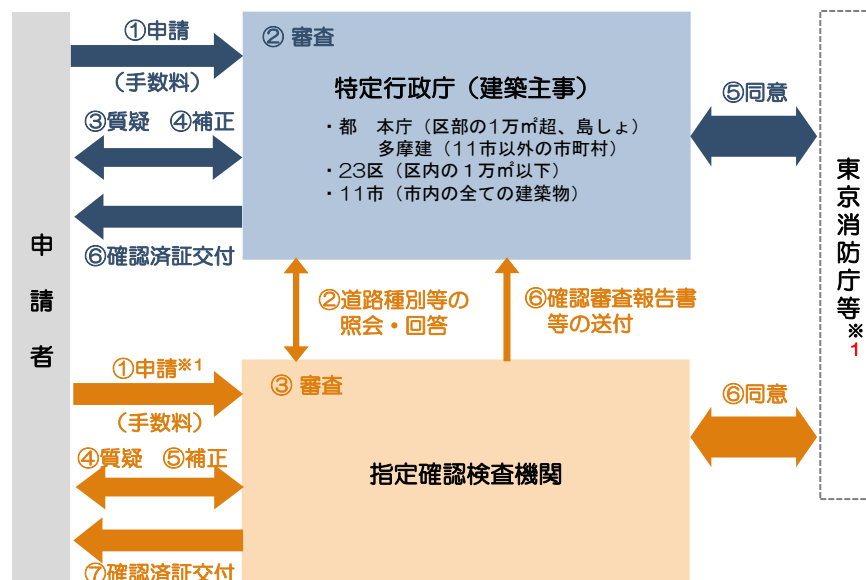 申請者
①申請
（手数料）
③質疑　④補正
⑥確認済証交付
② 審査
特定行政庁（建築主事）
・都　本庁（区部の1万㎡超、島しょ）
多摩建（11市以外の市町村）
・23区（区内の1万㎡以下）
・11市（市内の全ての建築物）
⑤同意
東京消防庁等※1
②道路種別等の
照会・回答
⑥確認審査報告書
等の送付
①申請※1
（手数料）
④質疑　⑤補正
⑦確認済証交付
③ 審査
指定確認検査機関
⑥同意